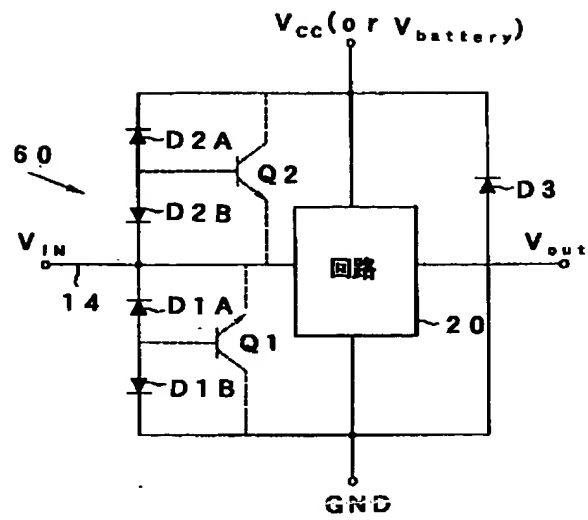 VCC(or Vbattery)
60
D2A
Q2
D2B
D3
VIN
回路
Vout
14
D1A
20
Q1
D1B
GND